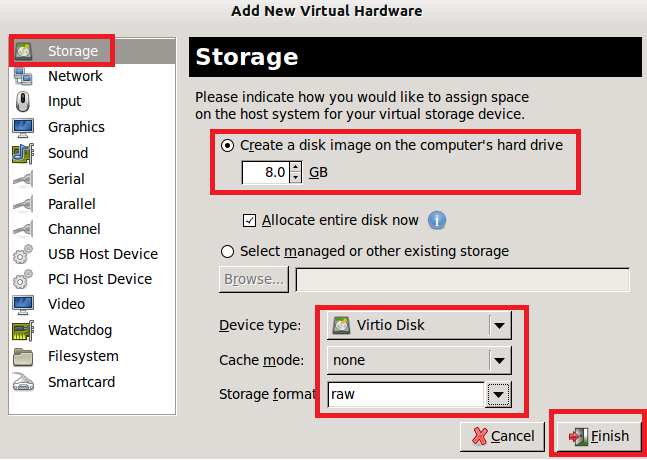 Add New Virtual Hardware
Storage
Network
Input
Graphics
Sound
Serial
Parallel
Channel
USB Host Device
PCI Host Device
Video
Watchdog
Filesystem
Smartcard
Storage
Please indicate how you would like to assign space
on the host system for your virtual storage device.
Create a disk image on the computer's hard drive
8.0 GB
Allocate entire disk now
Select managed or other existing storage
Browse...
Device type: Virtio Disk
Cache mode: none
Storage format raw
Cancel Finish